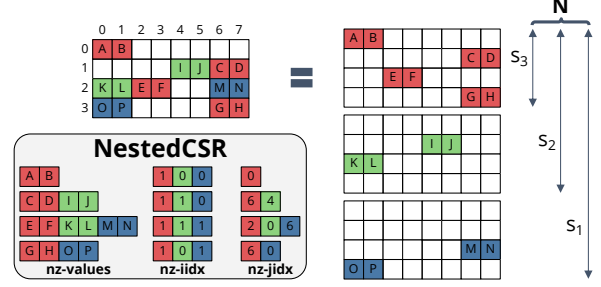 0 1 2 3 4 5 6 7
0 A B
1 I J C D
2 K L E F M N
3 O P G H
=
N
A B
C D
E F
G H
S3
I J
K L
S2
M N
O P
S1
NestedCSR
A B 1 0 0 0
C D I J 1 1 0 6 4
E F K L M N 1 1 1 2 0 6
G H O P 1 0 1 6 0
nz-values nz-iidx nz-jidx